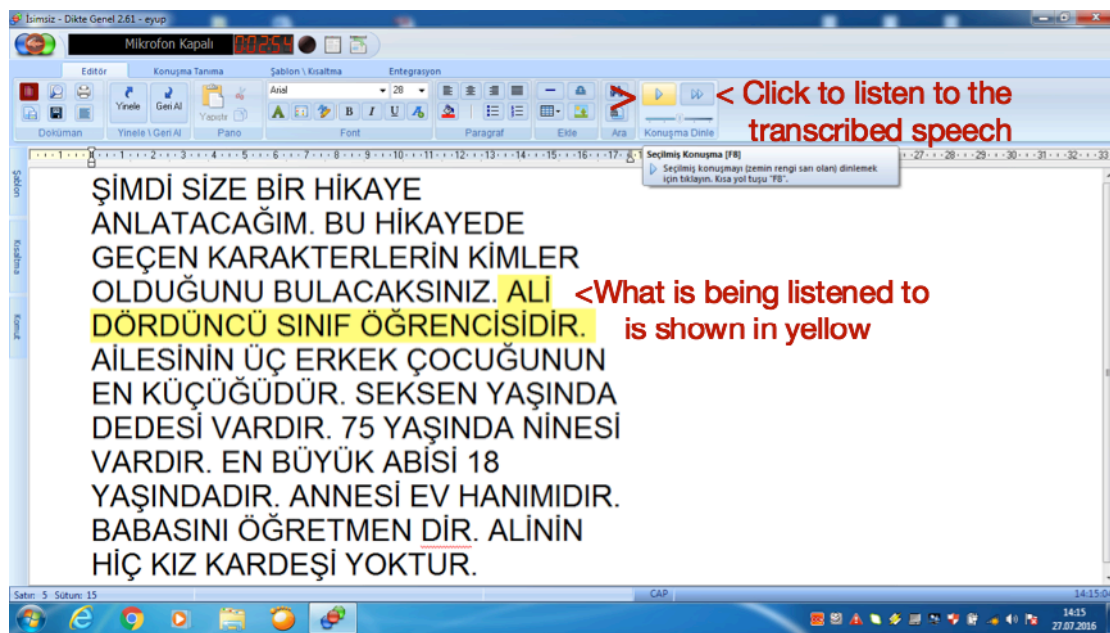 İsimsiz - Dikte Genel 2.61 - eyup
Mikrofon Kapalı 00:02:54
Editör Konuşma Tanıma Şablon \ Kısaltma Entegrasyon
Arial 28
Yinele Geri Al Yapıştır
Doküman Yinele \ Geri Al Pano Font Paragraf Ekle Ara Konuşma Dinle
> < Click to listen to the
transcribed speech
Seçilmiş Konuşma [F8]
Seçilmiş konuşmayı (zemin rengi sarı olan) dinlemek
için tıklayın. Kısa yol tuşu "F8".
Şablon
Kısaltma
Komut
ŞİMDİ SİZE BİR HİKAYE
ANLATACAĞIM. BU HİKAYEDE
GEÇEN KARAKTERLERİN KİMLER
OLDUĞUNU BULACAKSINIZ. ALİ
DÖRDÜNCÜ SINIF ÖĞRENCİSİDİR.
AİLESİNİN ÜÇ ERKEK ÇOCUĞUNUN
EN KÜÇÜĞÜDÜR. SEKSEN YAŞINDA
DEDESİ VARDIR. 75 YAŞINDA NİNESİ
VARDIR. EN BÜYÜK ABİSİ 18
YAŞINDADIR. ANNESİ EV HANIMIDIR.
BABASINI ÖĞRETMEN DİR. ALİNİN
HİÇ KIZ KARDEŞİ YOKTUR.
<What is being listened to
is shown in yellow
Satır: 5 Sütun: 15 CAP 14:15:04
14:15
27.07.2016